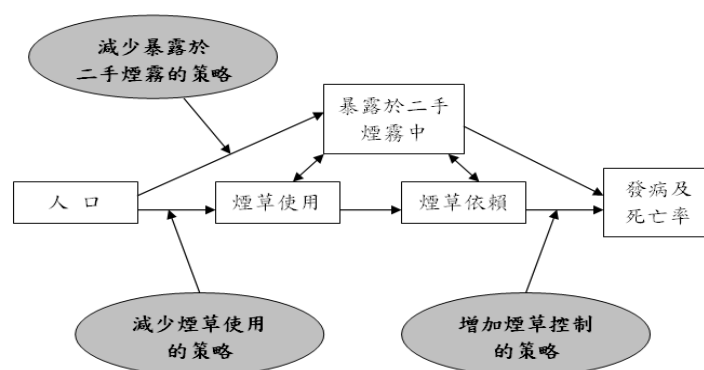 減少暴露於
二手煙霧的策略
暴露於二手
煙霧中
人 口
煙草使用
煙草依賴
發病及
死亡率
減少煙草使用
的策略
增加煙草控制
的策略